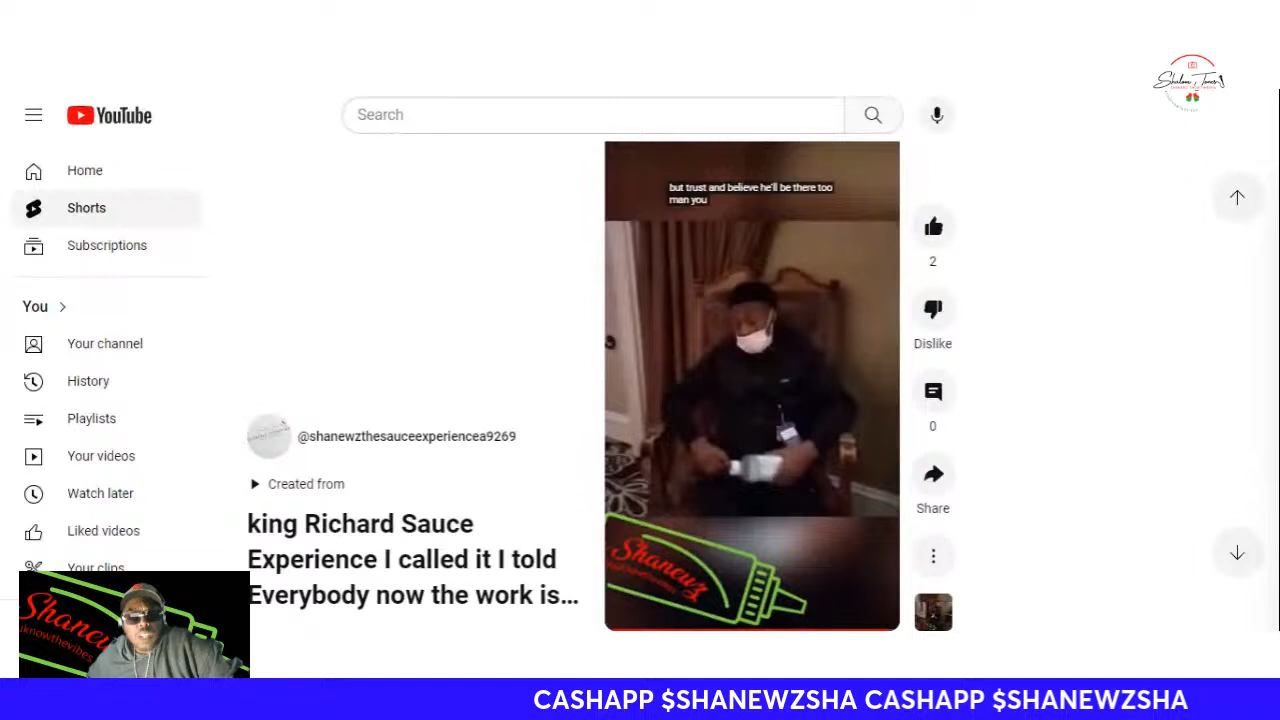 YouTube
Search
Home
Shorts
Subscriptions
You
Your channel
History
Playlists
Your videos
Watch later
Liked videos
Your clips
but trust and believe he'll be there too
man you
2
Dislike
0
Share
@shanewzthesauceexperiencea9269
Created from
king Richard Sauce
Experience I called it I told
Everybody now the work is...
Shanewz
iknowthevibes
CASHAPP $SHANEWZSHA CASHAPP $SHANEWZSHA